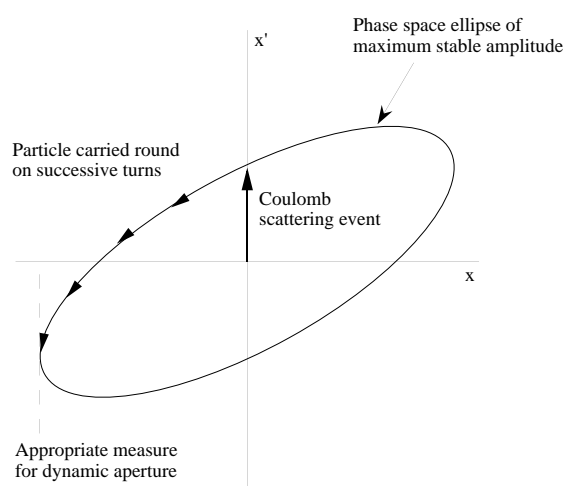 Phase space ellipse of
maximum stable amplitude
x'
Particle carried round
on successive turns
Coulomb
scattering event
x
Appropriate measure
for dynamic aperture